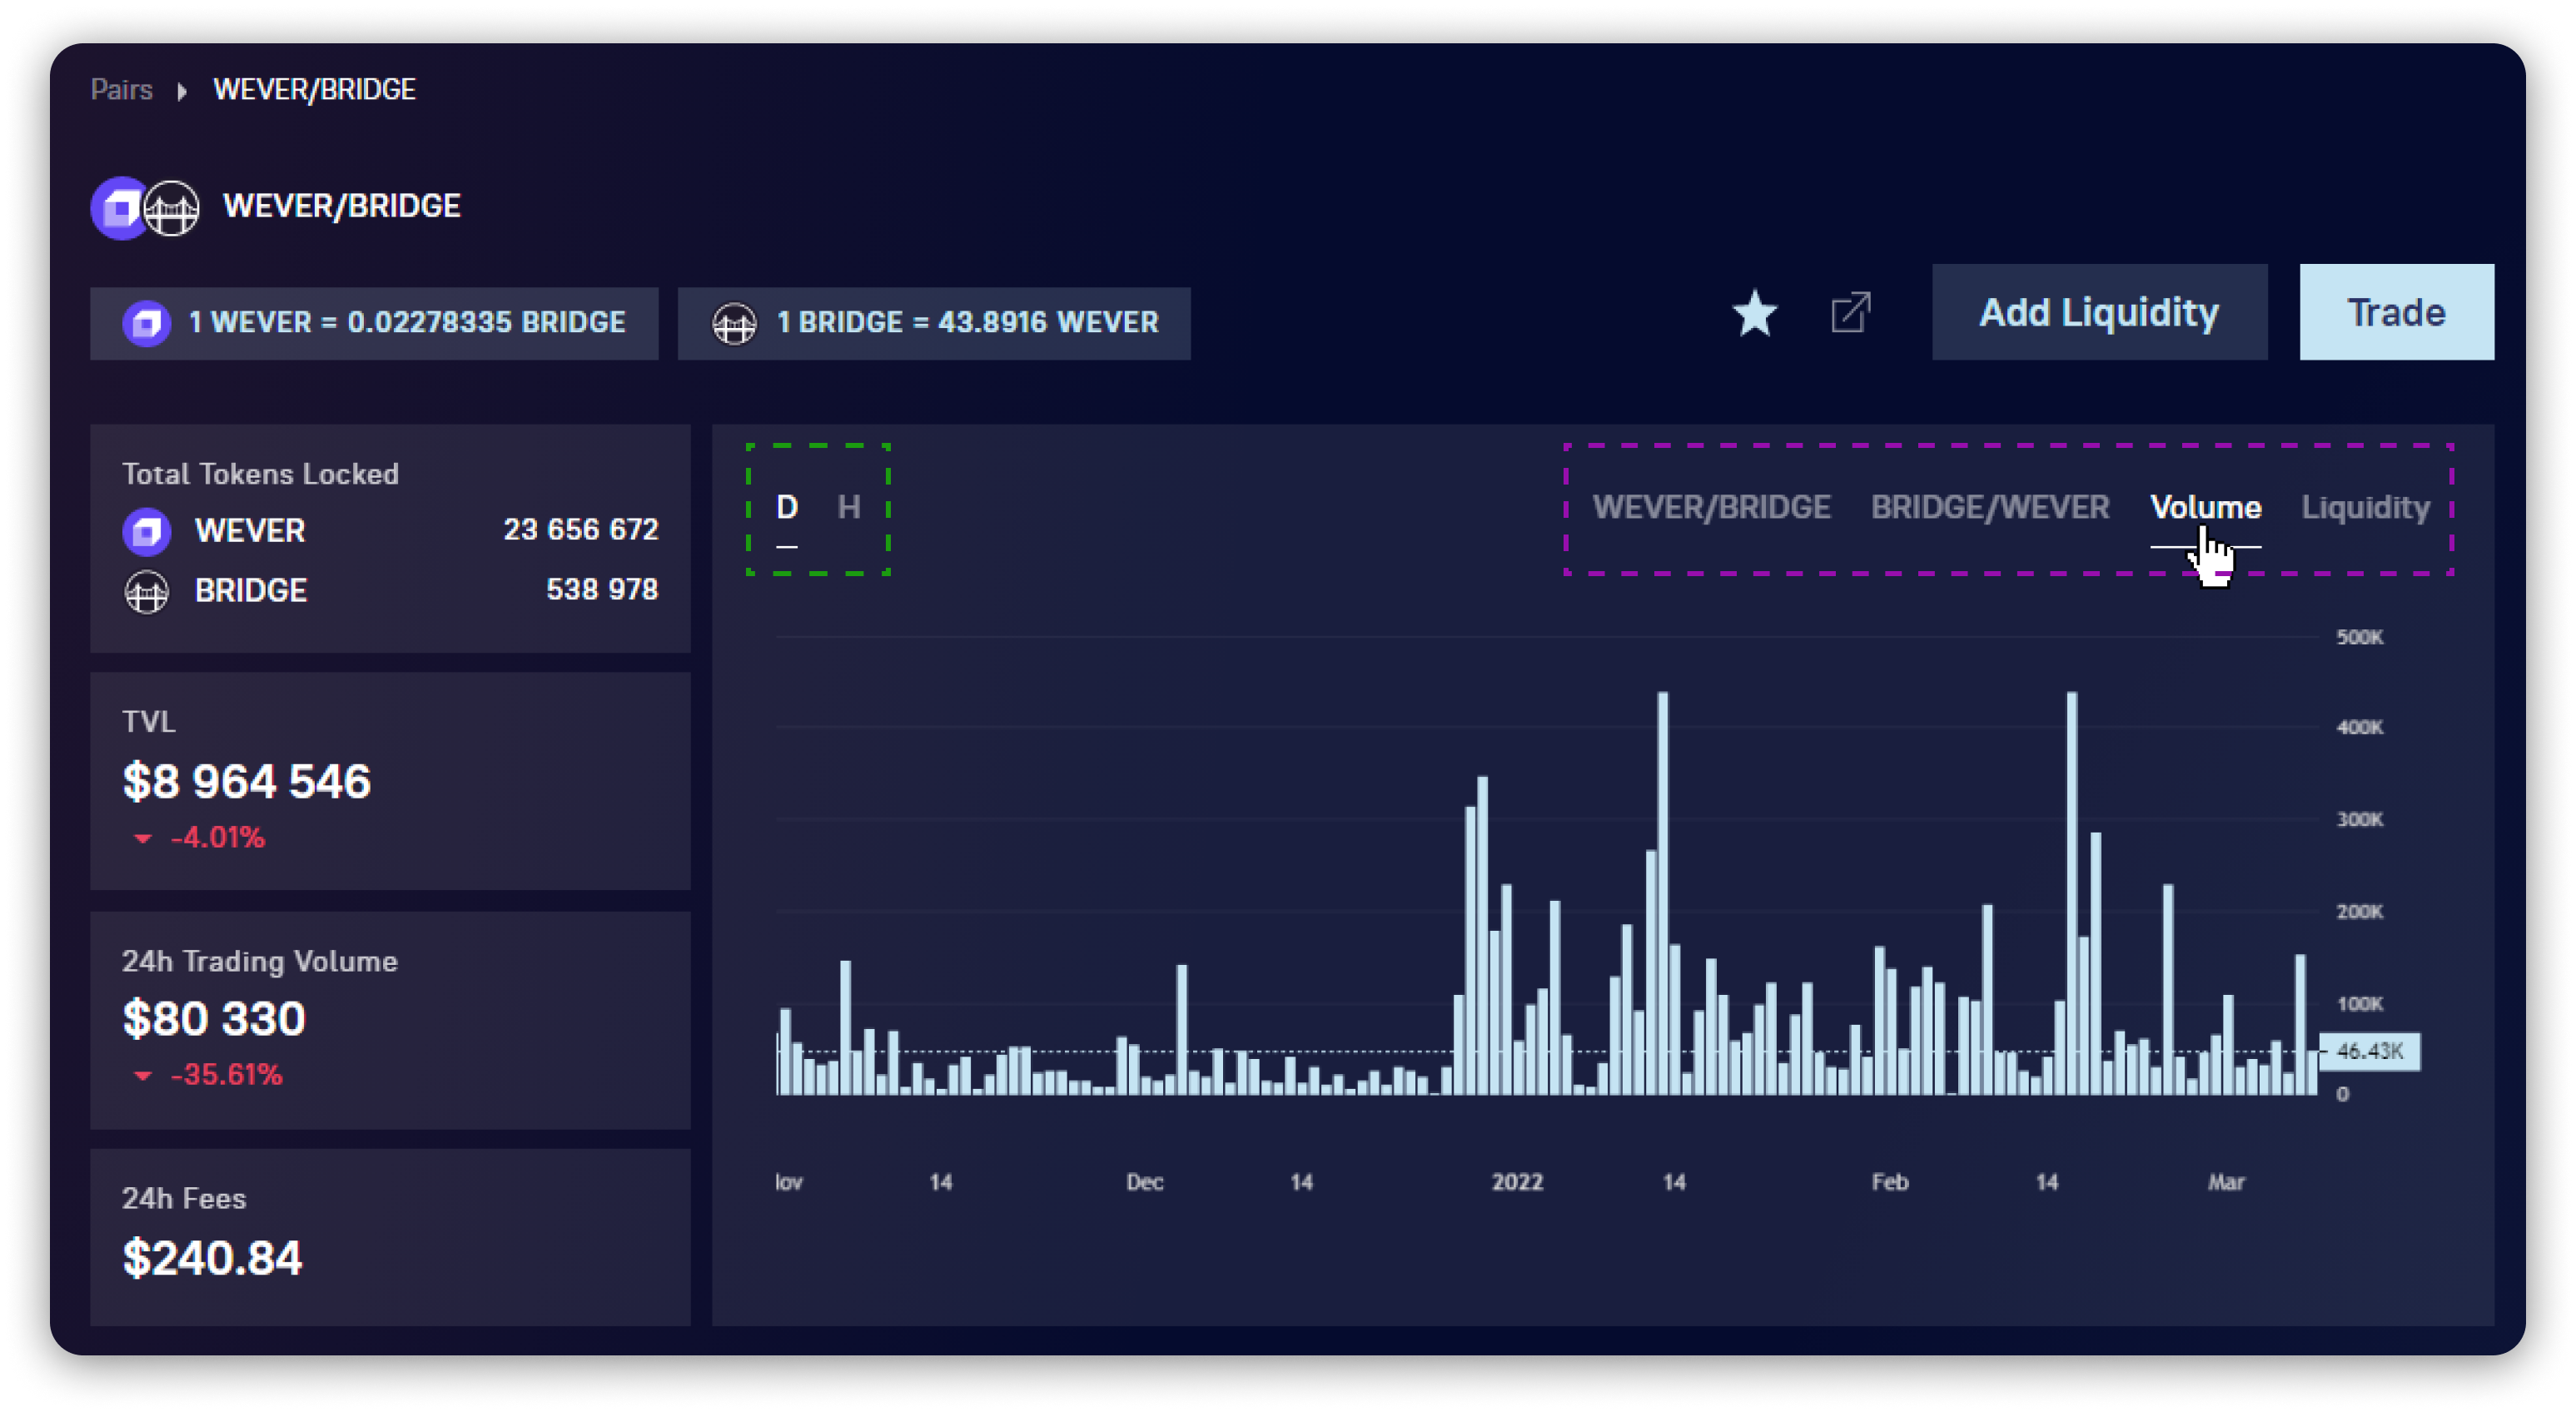 Pairs WEVER/BRIDGE
WEVER/BRIDGE
1 WEVER = 0.02278335 BRIDGE
1 BRIDGE = 43.8916 WEVER
Add Liquidity
Trade
Total Tokens Locked
WEVER 23 656 672
BRIDGE 538 978
TVL
$8 964 546
-4.01%
24h Trading Volume
$80 330
-35.61%
24h Fees
$240.84
D H
WEVER/BRIDGE BRIDGE/WEVER Volume Liquidity
500K
400K
300K
200K
100K
46.43K
0
ov 14 Dec 14 2022 14 Feb 14 Mar